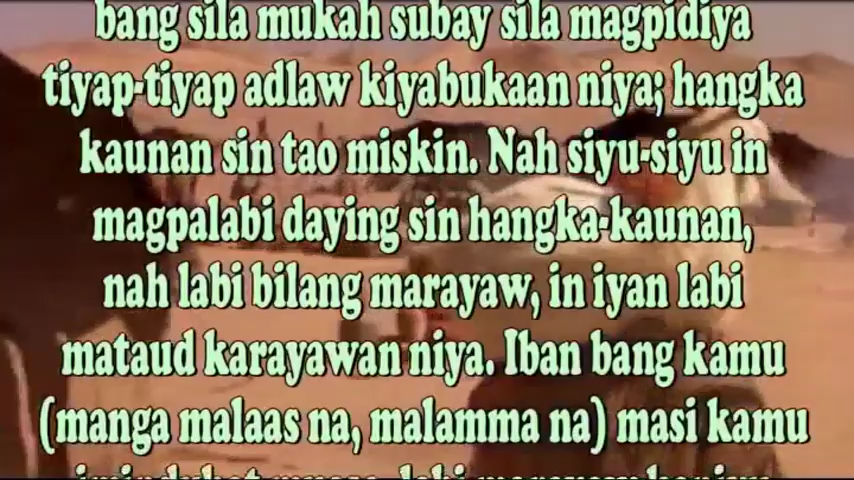 bang sila mukah subay sila magpidiya
tiyap-tiyap adlaw kiyabukaan niya; hangka
kaunan sin tao miskin. Nah siyu-siyu in
magpalabi daying sin hangka-kaunan,
nah labi bilang marayaw, in iyan labi
mataud karayawan niya. Iban bang kamu
(manga malaas na, malamma na) masi kamu